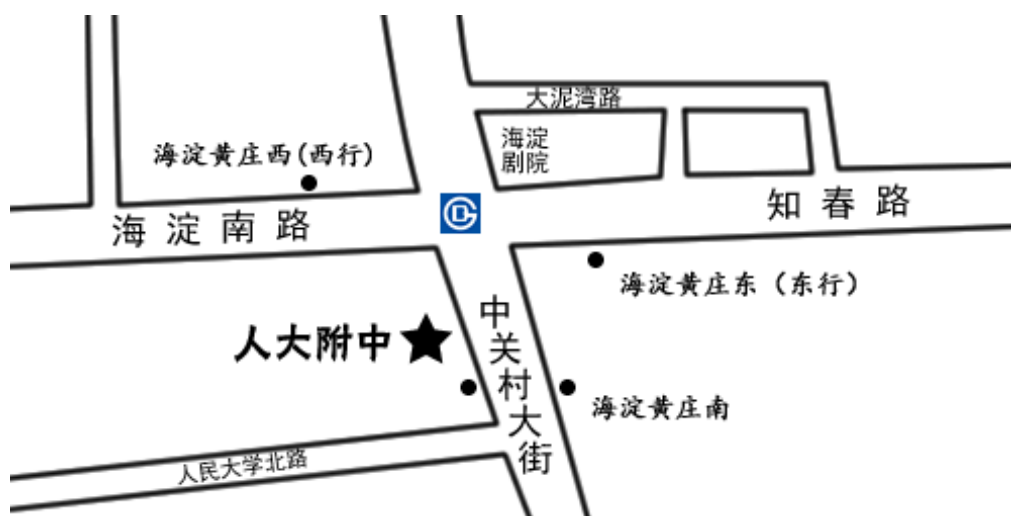 大泥湾路
海淀
剧院
海淀黄庄西(西行)
知春路
海淀南路
海淀黄庄东（东行）
中关村大街
人大附中
海淀黄庄南
人民大学北路